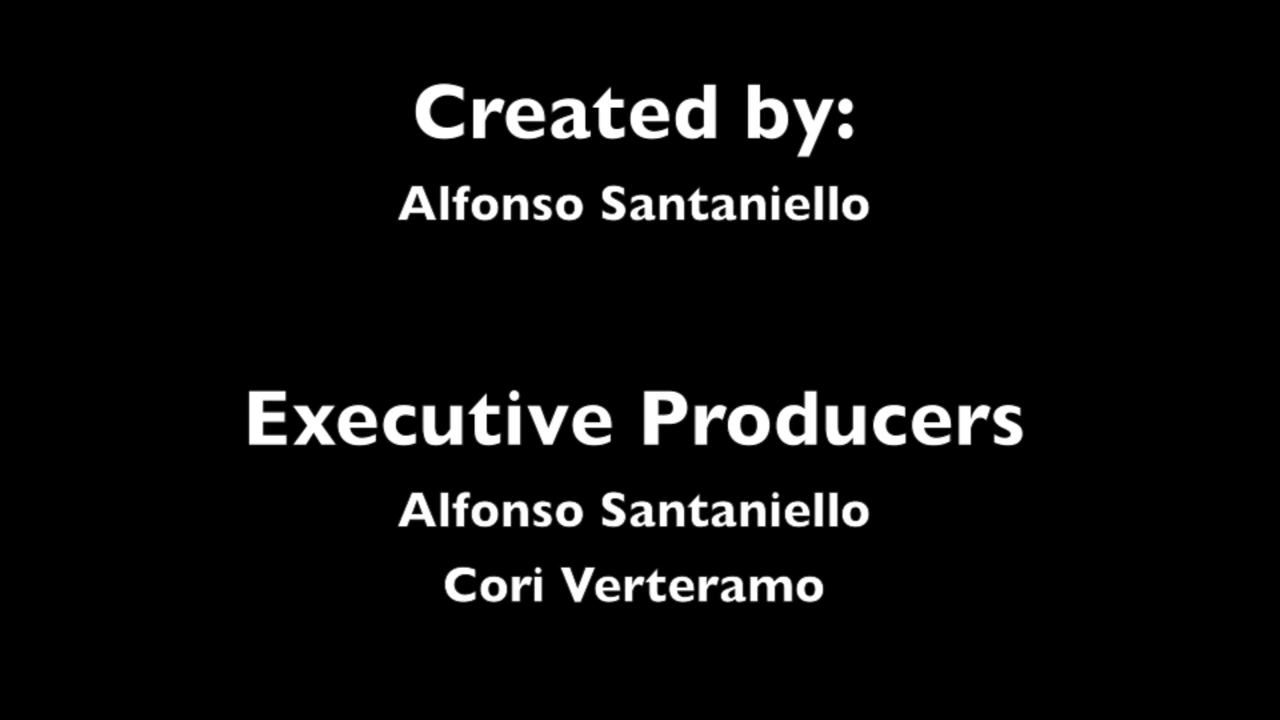 Created by:
Alfonso Santaniello
Executive Producers
Alfonso Santaniello
Cori Verteramo